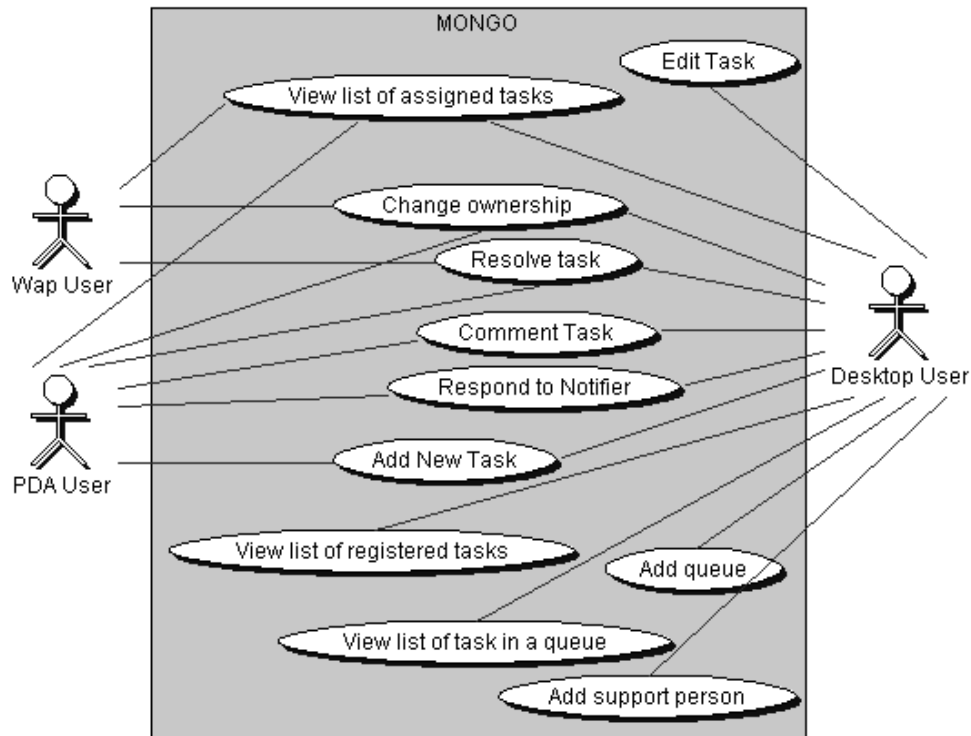 MONGO
Edit Task
View list of assigned tasks
Change ownership
Wap User
Resolve task
Comment Task
Desktop User
Respond to Notifier
Add New Task
PDA User
View list of registered tasks
Add queue
View list of task in a queue
Add support person